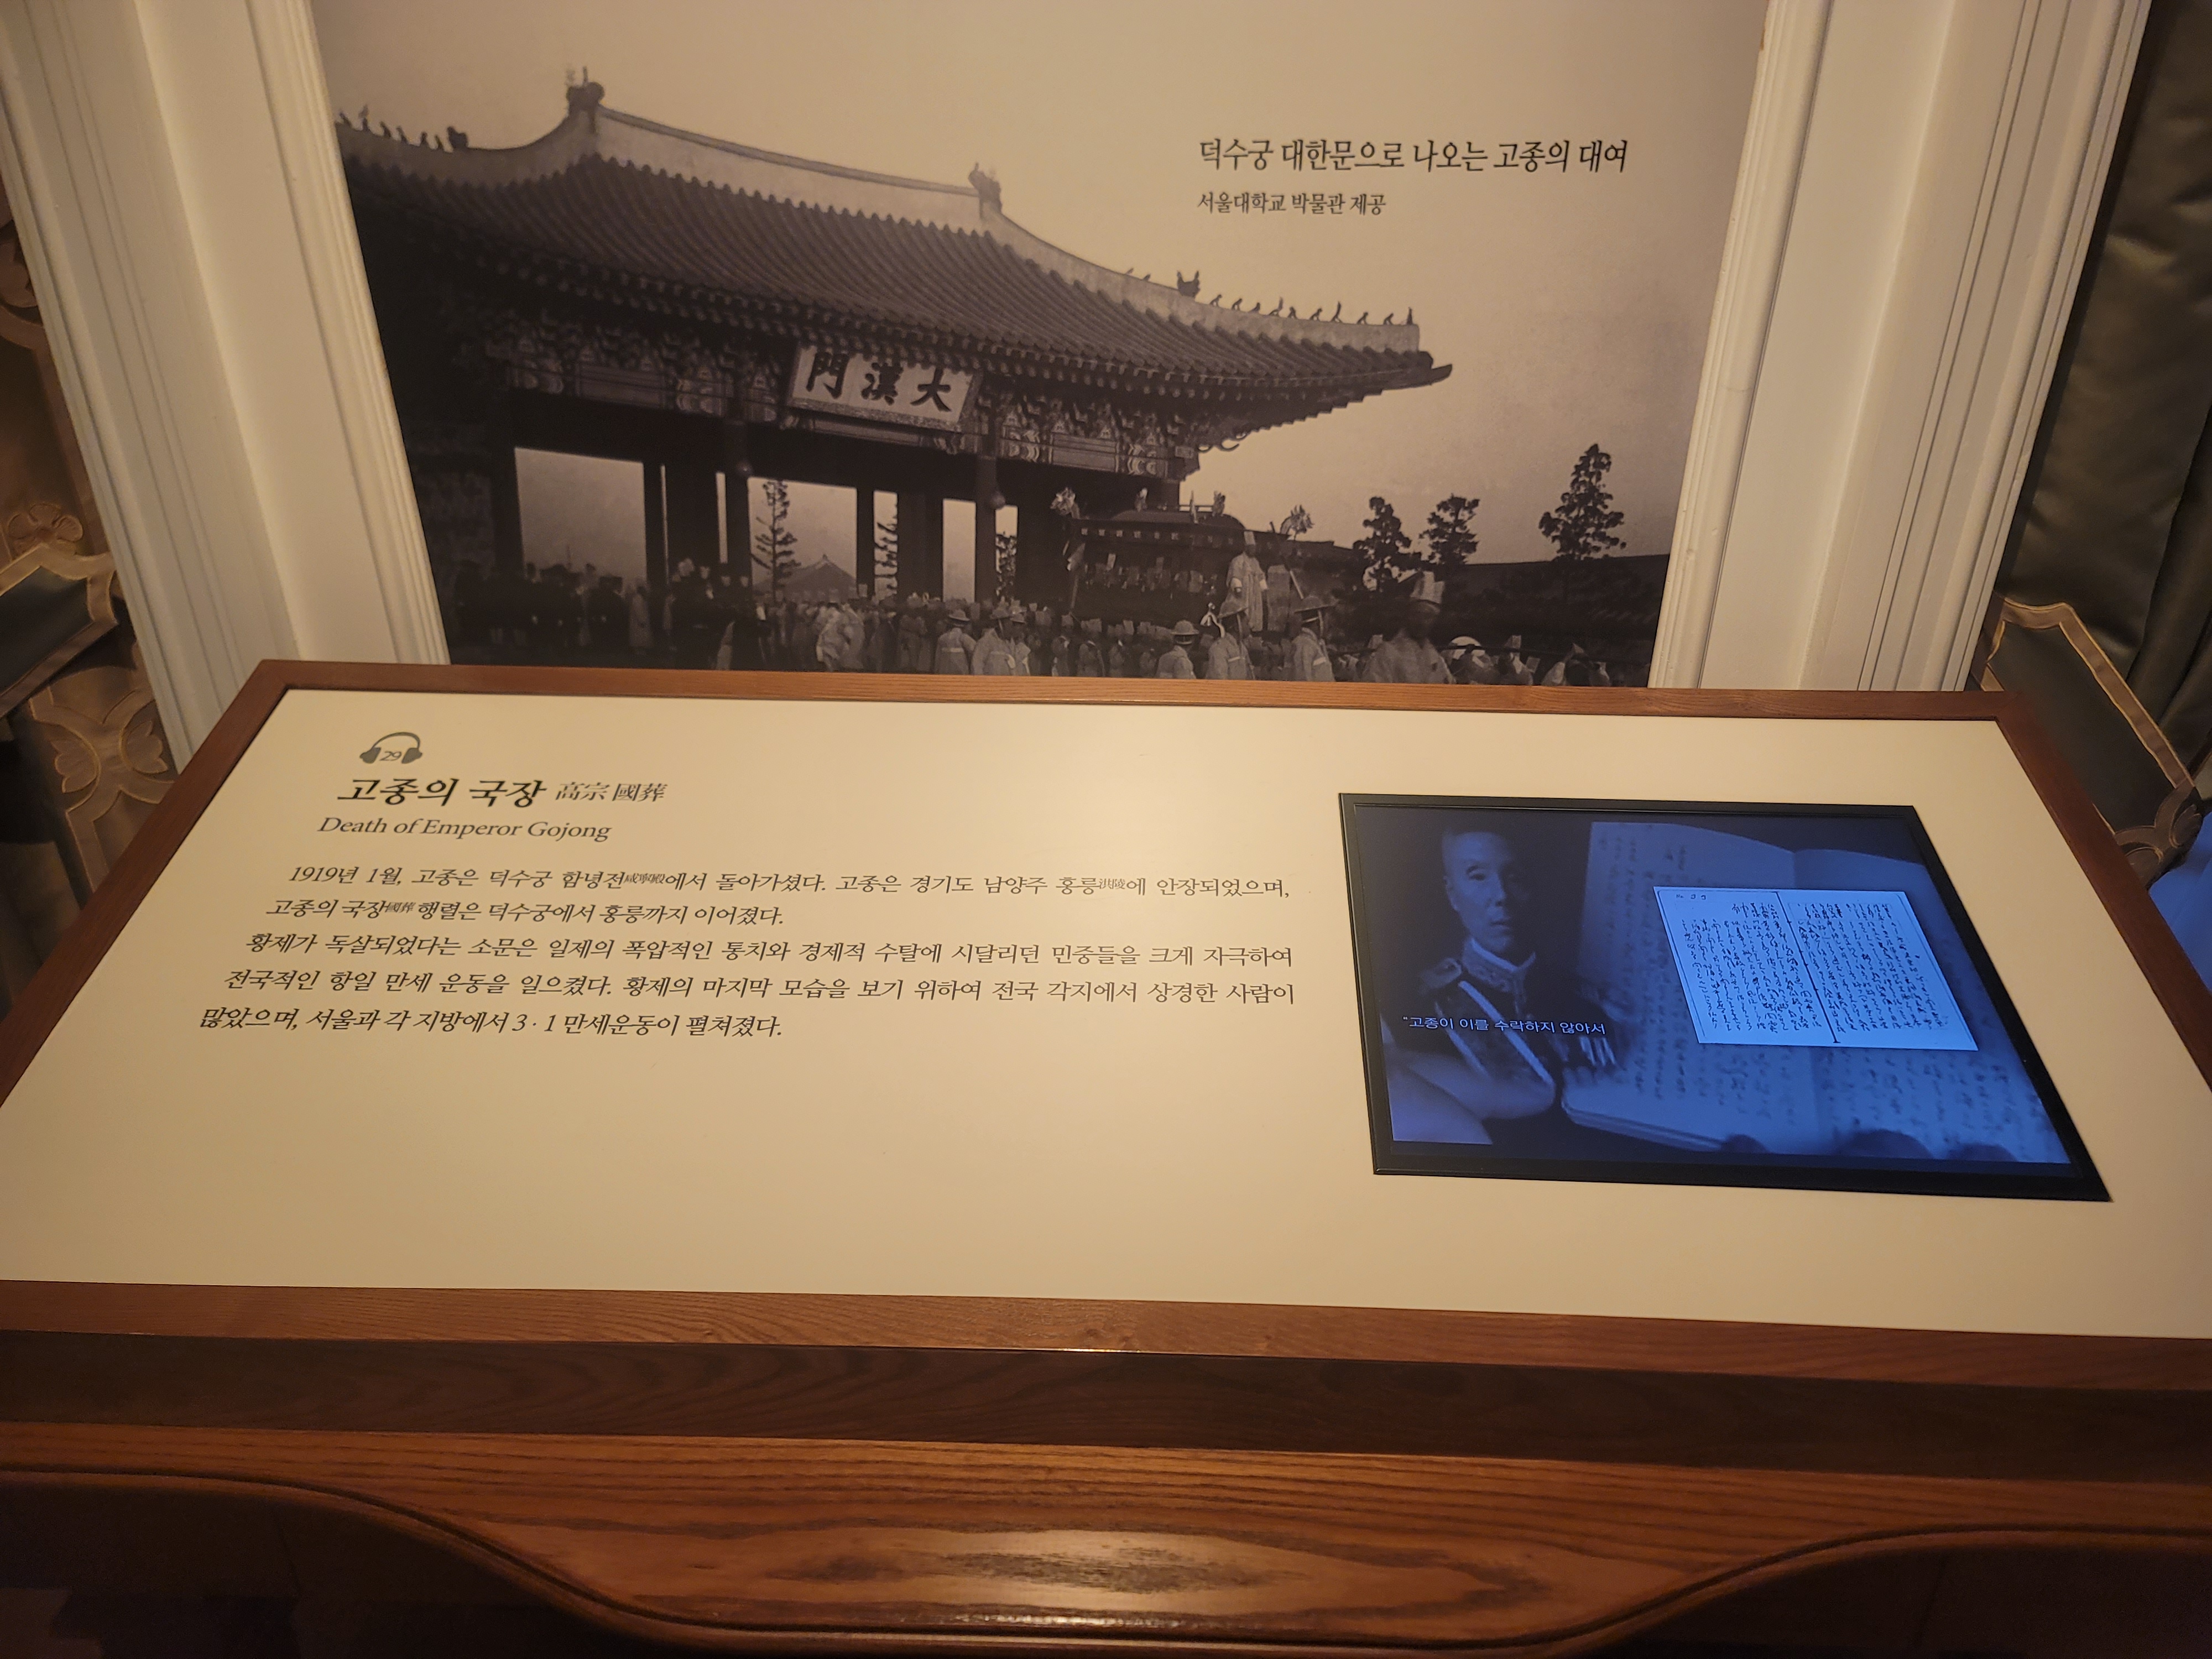 덕수궁 대한문으로 나오는 고종의 대여
서울대학교 박물관 제공
門漢大
29
고종의 국장 高宗 國葬
Death of Emperor Gojong
1919년 1월, 고종은 덕수궁 함녕전咸寧殿에서 돌아가셨다. 고종은 경기도 남양주 홍릉洪陵에 안장되었으며,
고종의 국장國葬 행렬은 덕수궁에서 홍릉까지 이어졌다.
황제가 독살되었다는 소문은 일제의 폭압적인 통치와 경제적 수탈에 시달리던 민중들을 크게 자극하여
전국적인 항일 만세 운동을 일으켰다. 황제의 마지막 모습을 보기 위하여 전국 각지에서 상경한 사람이
많았으며, 서울과 각 지방에서 3·1 만세운동이 펼쳐졌다.
"고종이 이를 수락하지 않아서